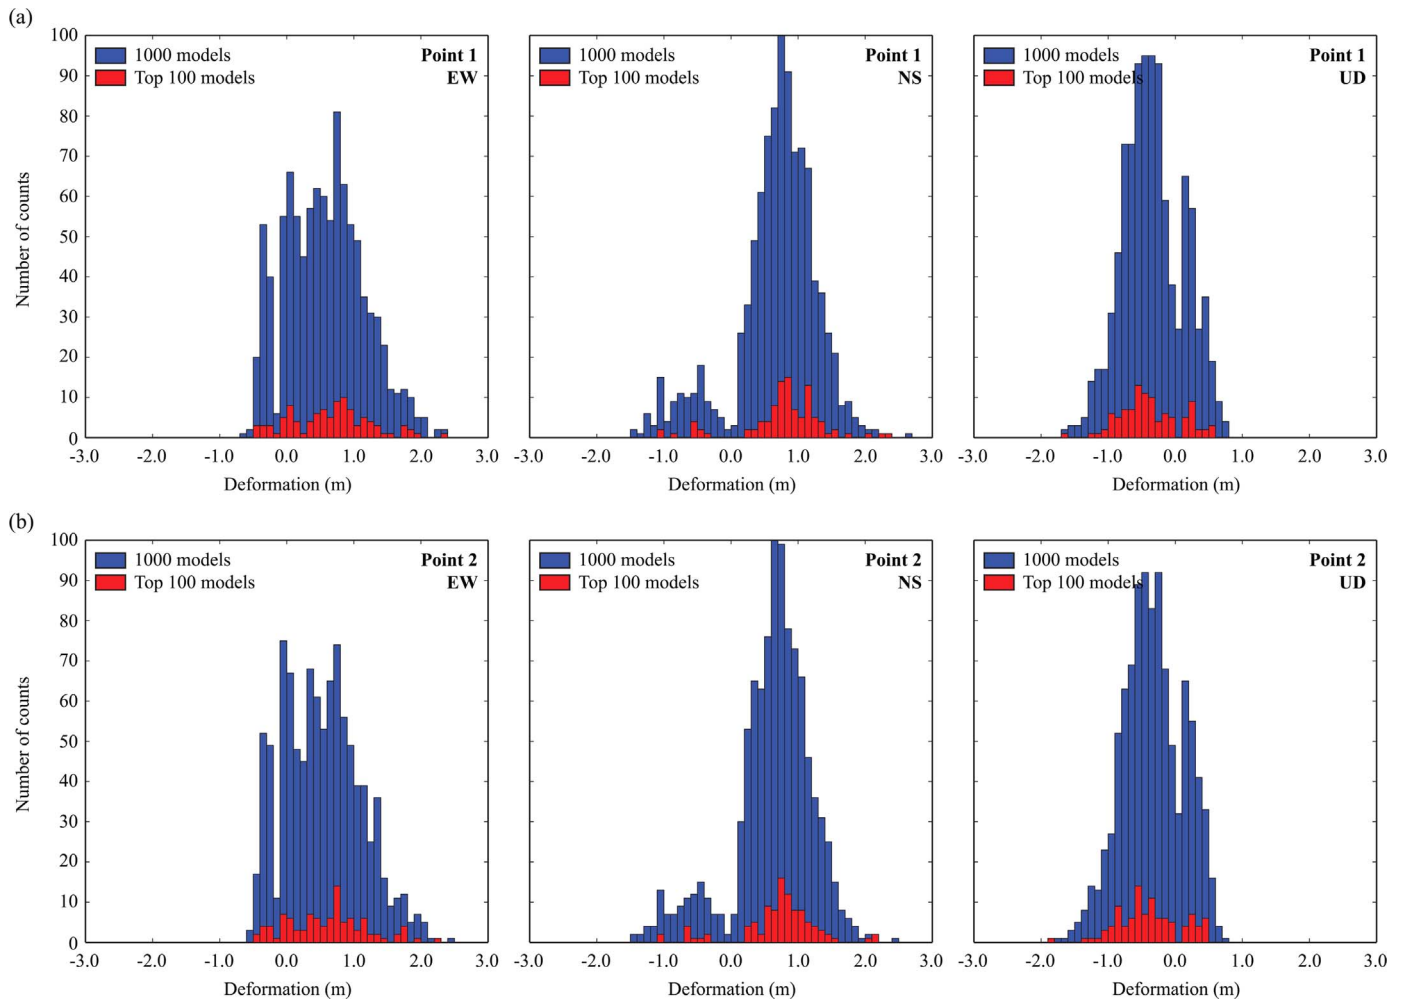 (a)
1000 models
Top 100 models
Point 1
EW
1000 models
Top 100 models
Point 1
NS
1000 models
Top 100 models
Point 1
UD
Number of counts
100
90
80
70
60
50
40
30
20
10
0
-3.0 -2.0 -1.0 0.0 1.0 2.0 3.0
-3.0 -2.0 -1.0 0.0 1.0 2.0 3.0
-3.0 -2.0 -1.0 0.0 1.0 2.0 3.0
Deformation (m)
Deformation (m)
Deformation (m)
(b)
1000 models
Top 100 models
Point 2
EW
1000 models
Top 100 models
Point 2
NS
1000 models
Top 100 models
Point 2
UD
Number of counts
100
90
80
70
60
50
40
30
20
10
0
-3.0 -2.0 -1.0 0.0 1.0 2.0 3.0
-3.0 -2.0 -1.0 0.0 1.0 2.0 3.0
-3.0 -2.0 -1.0 0.0 1.0 2.0 3.0
Deformation (m)
Deformation (m)
Deformation (m)